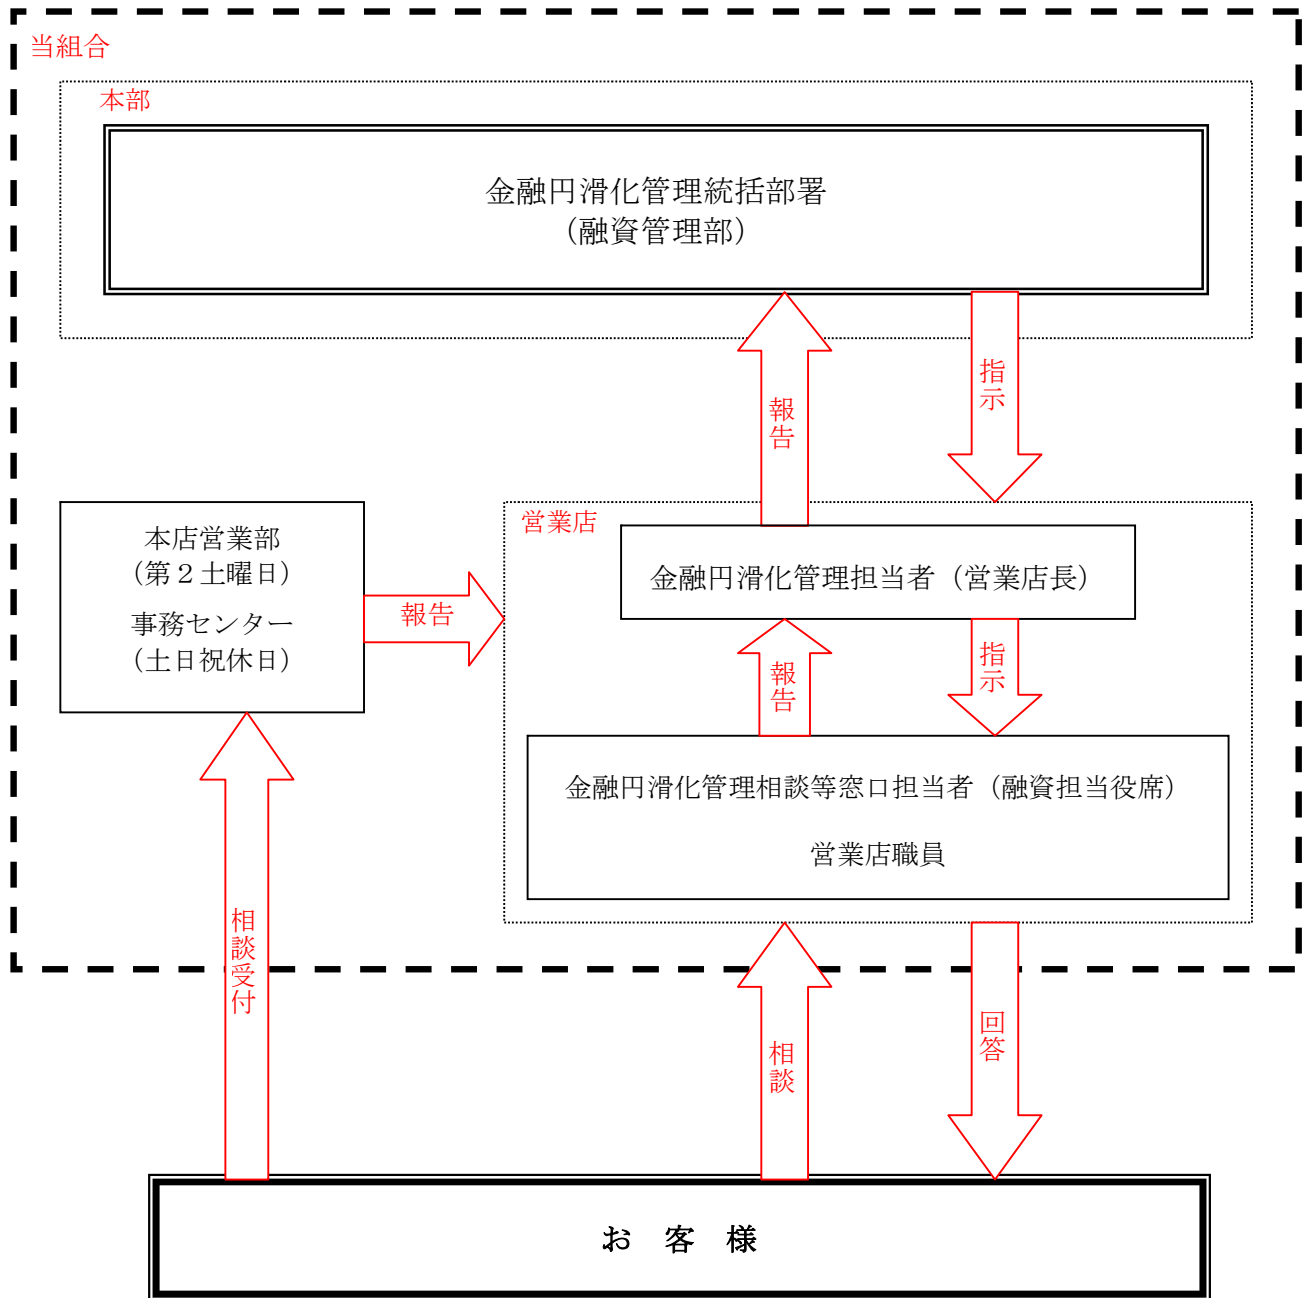 当組合
本部
金融円滑化管理統括部署
（融資管理部）
報告
指示
本店営業部
（第２土曜日）
事務センター
（土日祝休日）
報告
営業店
金融円滑化管理担当者（営業店長）
報告
指示
金融円滑化管理相談等窓口担当者（融資担当役席）
営業店職員
相談受付
相談
回答
お　客　様